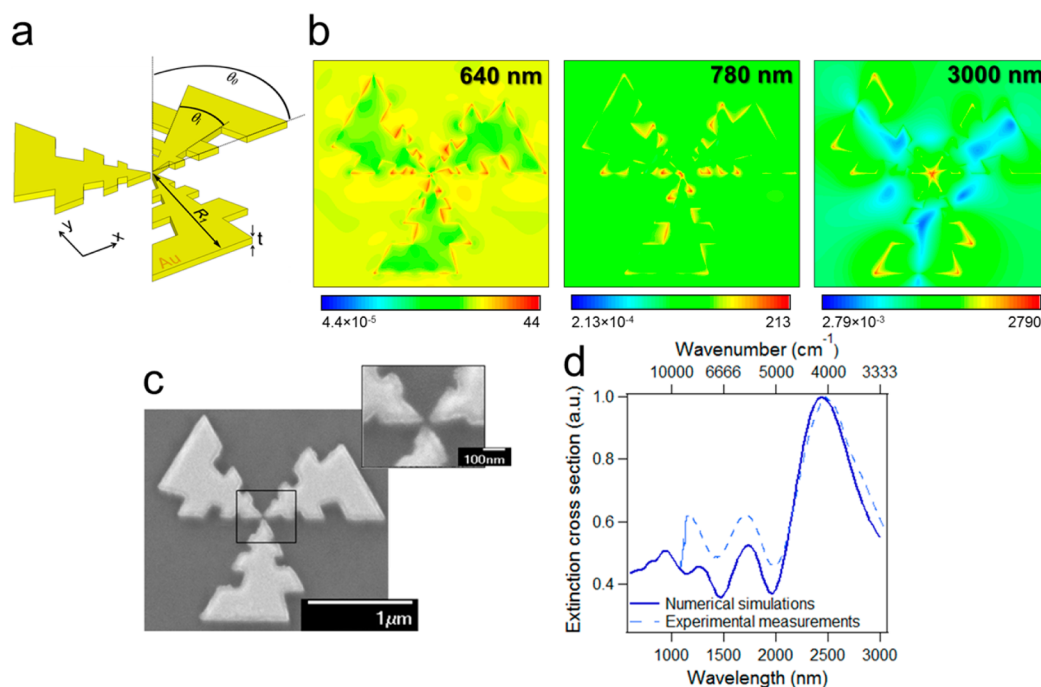 a
θ₀
θᵢ
R₁
y
x
t
Au
b
640 nm
780 nm
3000 nm
4.4×10⁻⁵
44
2.13×10⁻⁴
213
2.79×10⁻³
2790
c
100nm
1μm
d
Wavenumber (cm⁻¹)
10000 6666 5000 4000 3333
Extinction cross section (a.u.)
1.0
0.8
0.6
0.4
Numerical simulations
Experimental measurements
1000 1500 2000 2500 3000
Wavelength (nm)